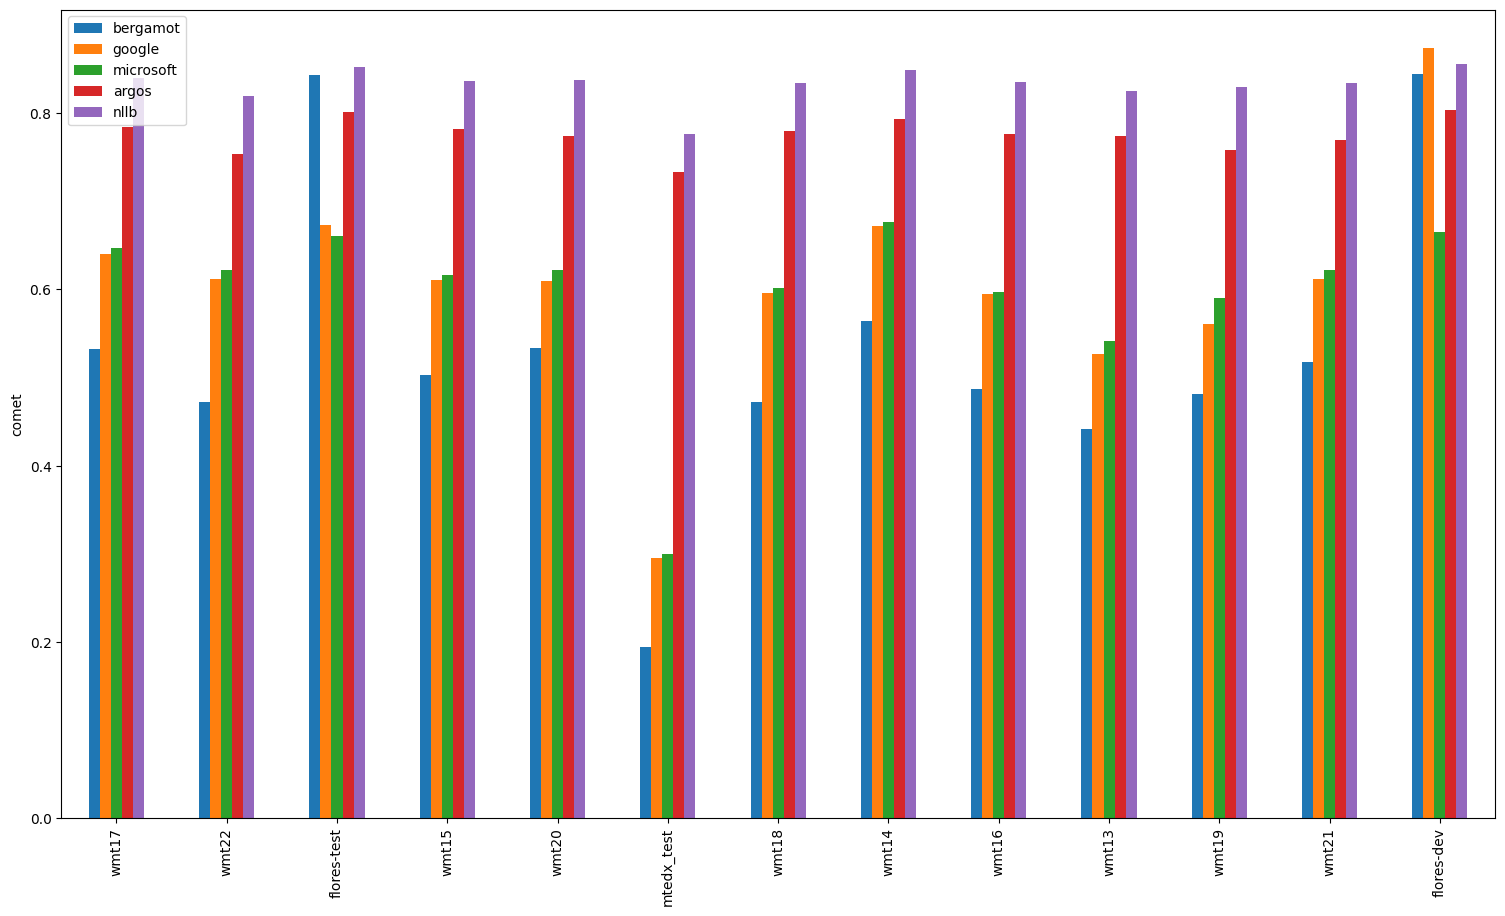 bergamot
google
microsoft
argos
nllb
comet
0.8
0.6
0.4
0.2
0.0
wmt17
wmt22
flores-test
wmt15
wmt20
mtedx_test
wmt18
wmt14
wmt16
wmt13
wmt19
wmt21
flores-dev